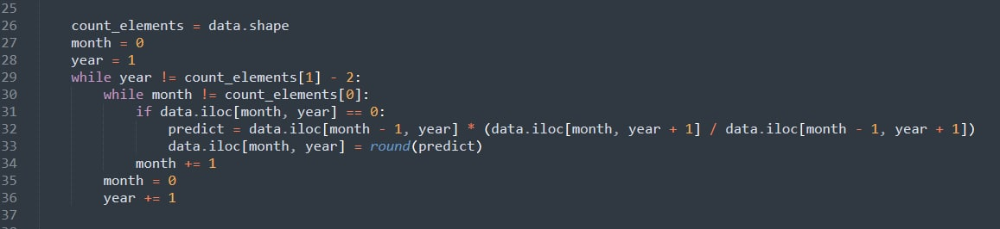 25
26 count_elements = data.shape
27 month = 0
28 year = 1
29 while year != count_elements[1] - 2:
30 while month != count_elements[0]:
31 if data.iloc[month, year] == 0:
32 predict = data.iloc[month - 1, year] * (data.iloc[month, year + 1] / data.iloc[month - 1, year + 1])
33 data.iloc[month, year] = round(predict)
34 month += 1
35 month = 0
36 year += 1
37